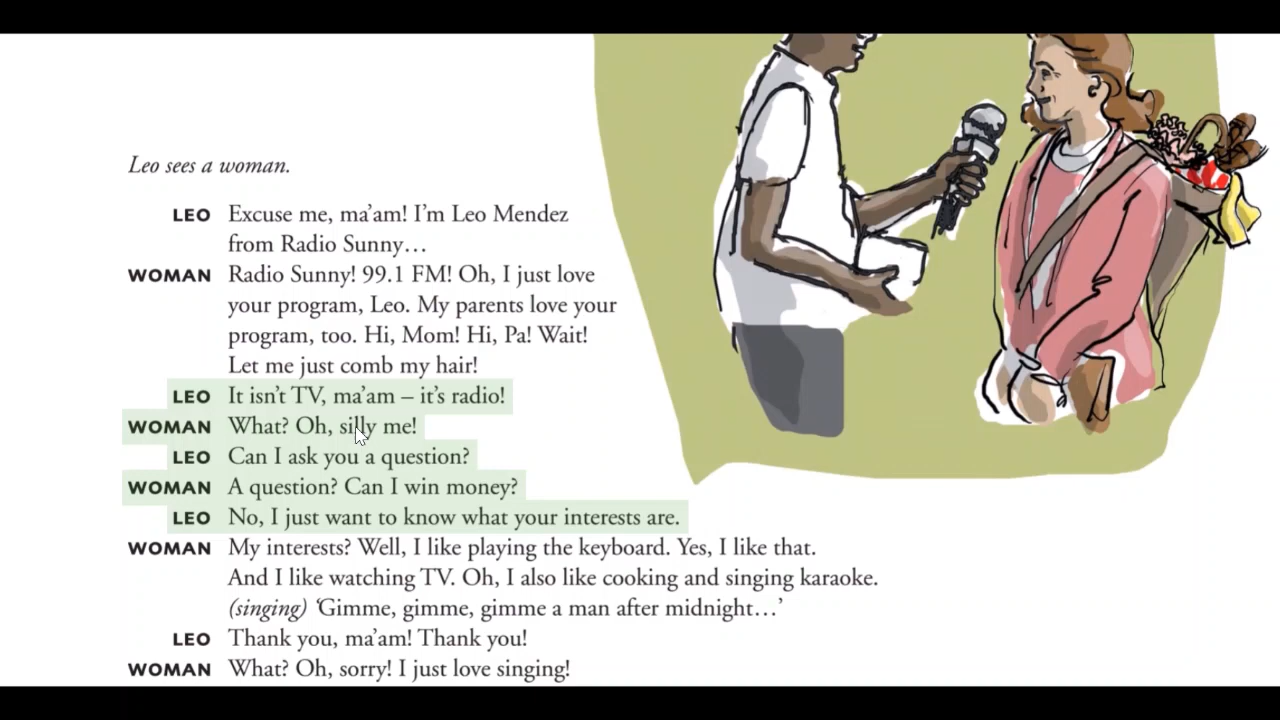 Leo sees a woman.
LEO Excuse me, ma’am! I’m Leo Mendez
from Radio Sunny…
WOMAN Radio Sunny! 99.1 FM! Oh, I just love
your program, Leo. My parents love your
program, too. Hi, Mom! Hi, Pa! Wait!
Let me just comb my hair!
LEO It isn’t TV, ma’am – it’s radio!
WOMAN What? Oh, silly me!
LEO Can I ask you a question?
WOMAN A question? Can I win money?
LEO No, I just want to know what your interests are.
WOMAN My interests? Well, I like playing the keyboard. Yes, I like that.
And I like watching TV. Oh, I also like cooking and singing karaoke.
(singing) ‘Gimme, gimme, gimme a man after midnight…’
LEO Thank you, ma’am! Thank you!
WOMAN What? Oh, sorry! I just love singing!